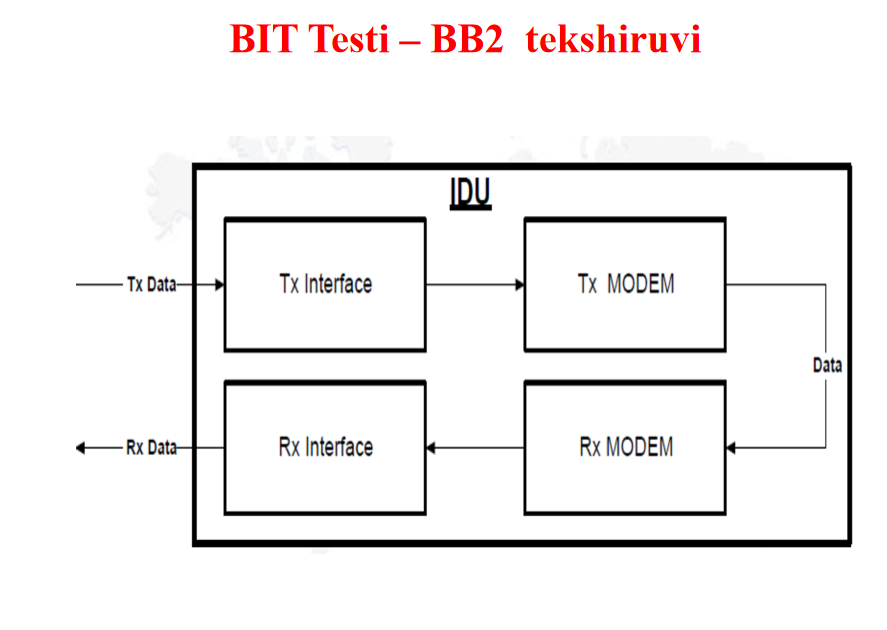 BIT Testi – BB2 tekshiruvi
IDU
Tx Data
Tx Interface
Tx MODEM
Data
Rx Data
Rx Interface
Rx MODEM